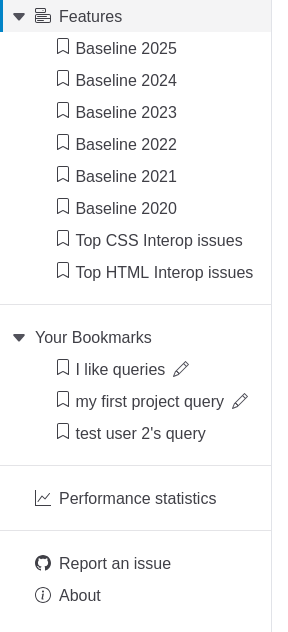 Features
Baseline 2025
Baseline 2024
Baseline 2023
Baseline 2022
Baseline 2021
Baseline 2020
Top CSS Interop issues
Top HTML Interop issues
Your Bookmarks
I like queries
my first project query
test user 2's query
Performance statistics
Report an issue
About